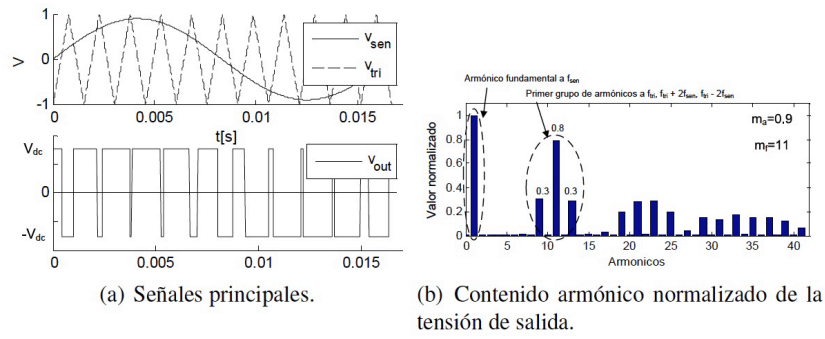 1
0
-1
V
v_sen
v_tri
0
0.005
0.01
0.015
t[s]
V_dc
0
-V_dc
v_out
0
0.005
0.01
0.015
(a) Señales principales.
Armónico fundamental a f_sen
Primer grupo de armónicos a f_tri, f_tri + 2f_sen, f_tri - 2f_sen
m_a=0.9
m_f=11
Valor normalizado
1
0.8
0.6
0.4
0.2
0
0.8
0.3
0.3
0
5
10
15
20
25
30
35
40
Armonicos
(b) Contenido armónico normalizado de la
tensión de salida.